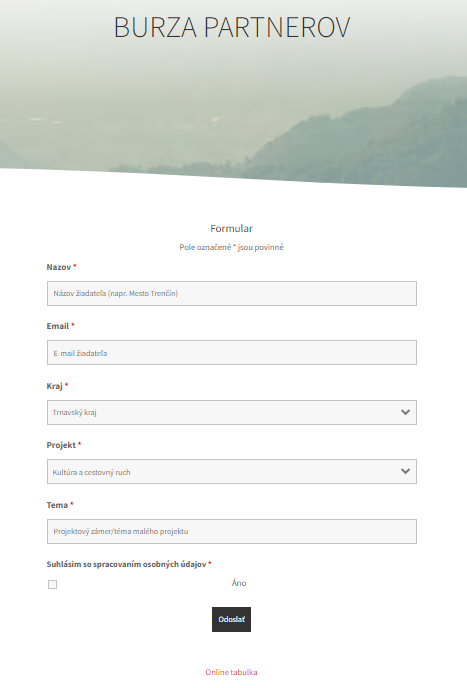 BURZA PARTNEROV
Formular
Pole označené * jsou povinné
Nazov *
Názov žiadateľa (napr. Mesto Trenčín)
Email *
E-mail žiadateľa
Kraj *
Trnavský kraj
Projekt *
Kultúra a cestovný ruch
Tema *
Projektový zámer/téma malého projektu
Suhlásim so spracovaním osobných údajov *
Áno
Odoslať
Online tabulka